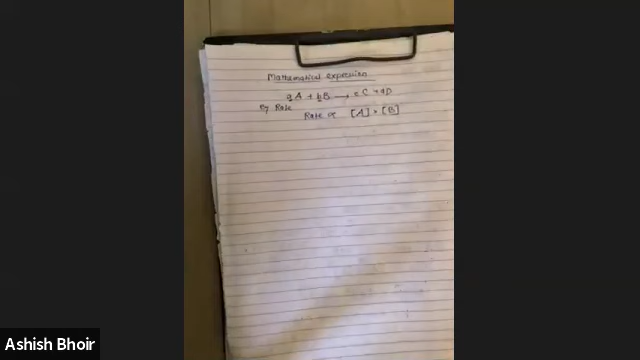 Mathematical expression
aA + bB → cC + dD
By Rate
Rate ∝ [A] × [B]
Ashish Bhoir